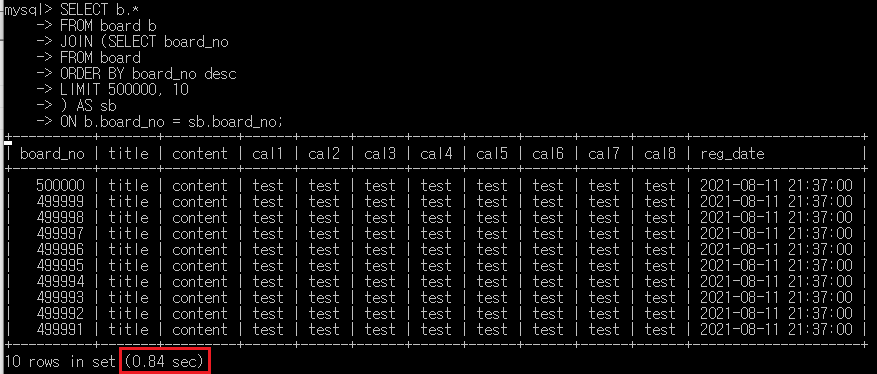 mysql> SELECT b.*
    -> FROM board b
    -> JOIN (SELECT board_no
    -> FROM board
    -> ORDER BY board_no desc
    -> LIMIT 500000, 10
    -> ) AS sb
    -> ON b.board_no = sb.board_no;
| board_no | title | content | cal1 | cal2 | cal3 | cal4 | cal5 | cal6 | cal7 | cal8 | reg_date            |
|   500000 | title | content | test | test | test | test | test | test | test | test | 2021-08-11 21:37:00 |
|   499999 | title | content | test | test | test | test | test | test | test | test | 2021-08-11 21:37:00 |
|   499998 | title | content | test | test | test | test | test | test | test | test | 2021-08-11 21:37:00 |
|   499997 | title | content | test | test | test | test | test | test | test | test | 2021-08-11 21:37:00 |
|   499996 | title | content | test | test | test | test | test | test | test | test | 2021-08-11 21:37:00 |
|   499995 | title | content | test | test | test | test | test | test | test | test | 2021-08-11 21:37:00 |
|   499994 | title | content | test | test | test | test | test | test | test | test | 2021-08-11 21:37:00 |
|   499993 | title | content | test | test | test | test | test | test | test | test | 2021-08-11 21:37:00 |
|   499992 | title | content | test | test | test | test | test | test | test | test | 2021-08-11 21:37:00 |
|   499991 | title | content | test | test | test | test | test | test | test | test | 2021-08-11 21:37:00 |
10 rows in set (0.84 sec)